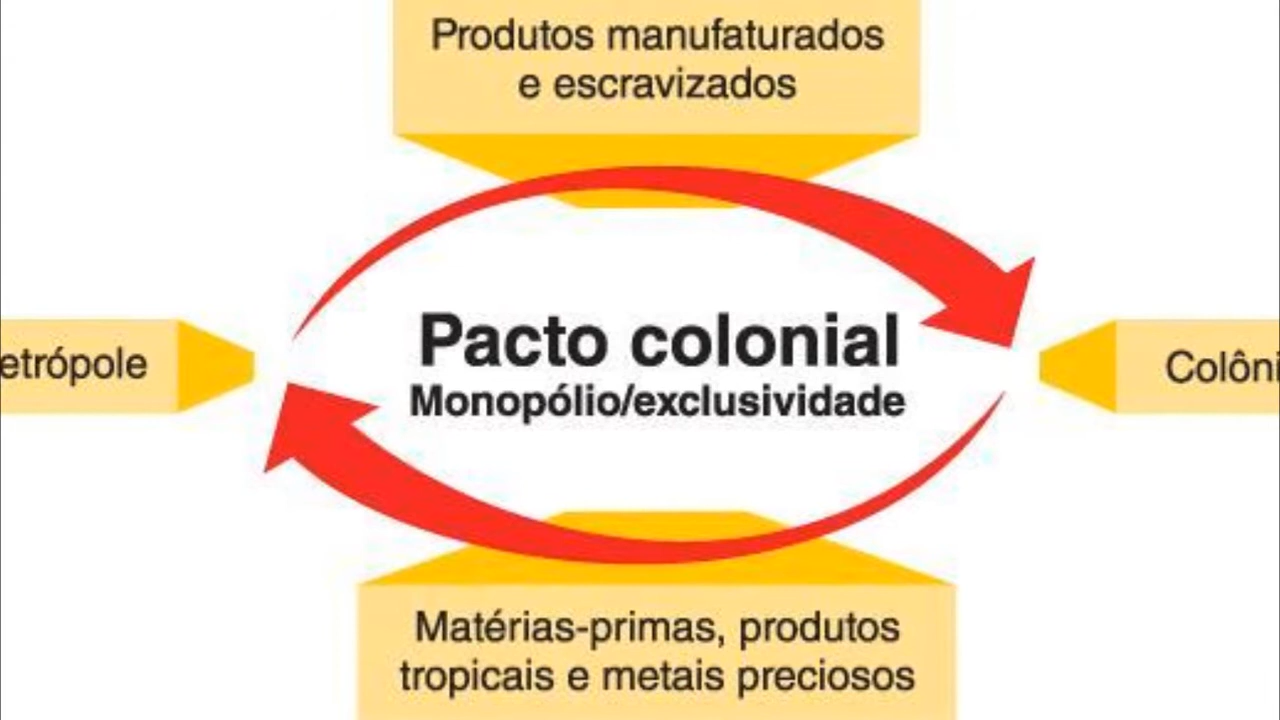 Produtos manufaturados
e escravizados
etrópole
Pacto colonial
Monopólio/exclusividade
Colôni
Matérias-primas, produtos
tropicais e metais preciosos